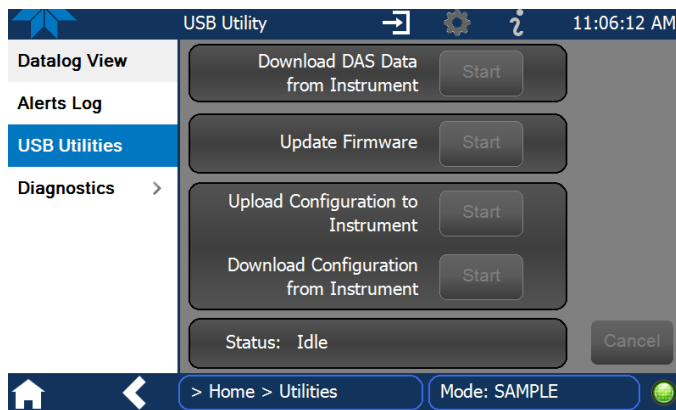 USB Utility
11:06:12 AM
Datalog View
Alerts Log
USB Utilities
Diagnostics >
Download DAS Data
from Instrument
Start
Update Firmware
Start
Upload Configuration to
Instrument
Start
Download Configuration
from Instrument
Start
Status: Idle
Cancel
> Home > Utilities
Mode: SAMPLE